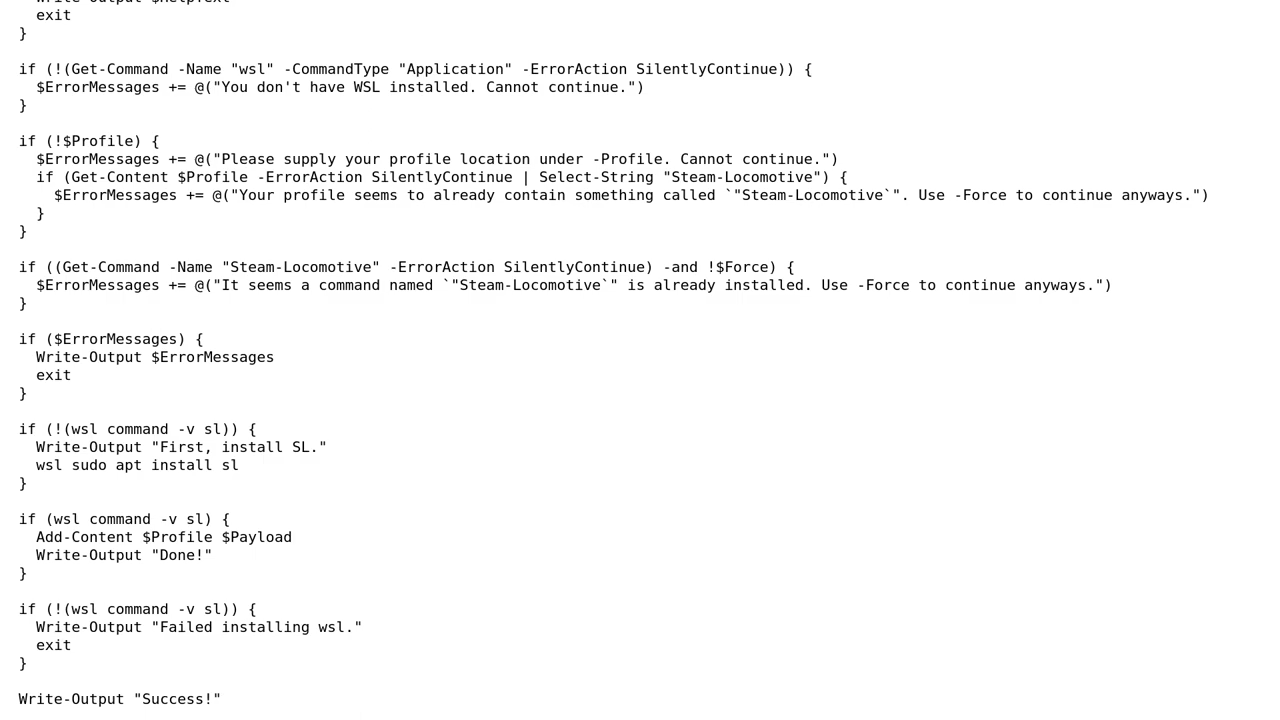 Write-Output $HelpText
  exit
}

if (!(Get-Command -Name "wsl" -CommandType "Application" -ErrorAction SilentlyContinue)) {
  $ErrorMessages += @("You don't have WSL installed. Cannot continue.")
}

if (!$Profile) {
  $ErrorMessages += @("Please supply your profile location under -Profile. Cannot continue.")
  if (Get-Content $Profile -ErrorAction SilentlyContinue | Select-String "Steam-Locomotive") {
    $ErrorMessages += @("Your profile seems to already contain something called `"Steam-Locomotive`". Use -Force to continue anyways.")
  }
}

if ((Get-Command -Name "Steam-Locomotive" -ErrorAction SilentlyContinue) -and !$Force) {
  $ErrorMessages += @("It seems a command named `"Steam-Locomotive`" is already installed. Use -Force to continue anyways.")
}

if ($ErrorMessages) {
  Write-Output $ErrorMessages
  exit
}

if (!(wsl command -v sl)) {
  Write-Output "First, install SL."
  wsl sudo apt install sl
}

if (wsl command -v sl) {
  Add-Content $Profile $Payload
  Write-Output "Done!"
}

if (!(wsl command -v sl)) {
  Write-Output "Failed installing wsl."
  exit
}

Write-Output "Success!"